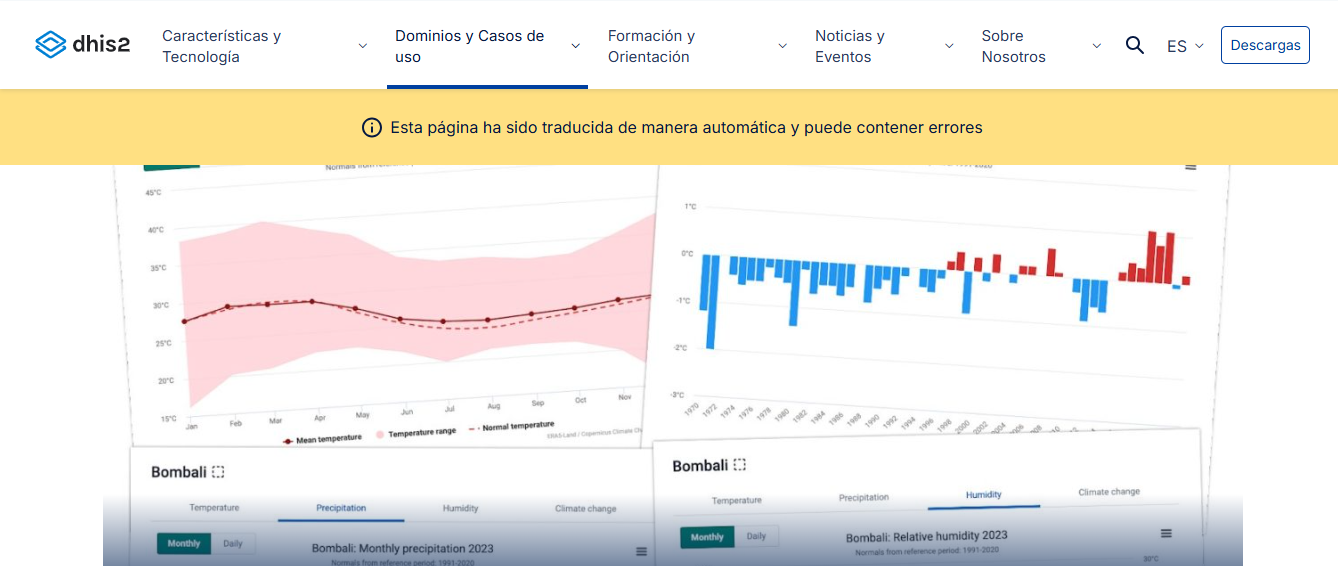 dhis2
Características y
Tecnología
Dominios y Casos de
uso
Formación y
Orientación
Noticias y
Eventos
Sobre
Nosotros
ES
Descargas
Esta página ha sido traducida de manera automática y puede contener errores
45°C
40°C
35°C
30°C
25°C
20°C
15°C
Jan
Feb
Mar
Apr
May
Jun
Jul
Aug
Sep
Oct
Nov
Mean temperature
Temperature range
Normal temperature
1°C
0°C
-1°C
-2°C
-3°C
1970
1972
1974
1976
1978
1980
1982
1984
1986
1988
1990
1992
1994
1996
1998
2000
2002
2004
2006
2008
Bombali
Temperature
Precipitation
Humidity
Climate change
Monthly
Daily
Bombali: Monthly precipitation 2023
Normals from reference period: 1991-2020
Bombali
Temperature
Precipitation
Humidity
Climate change
Monthly
Daily
Bombali: Relative humidity 2023
Normals from reference period: 1991-2020
30°C